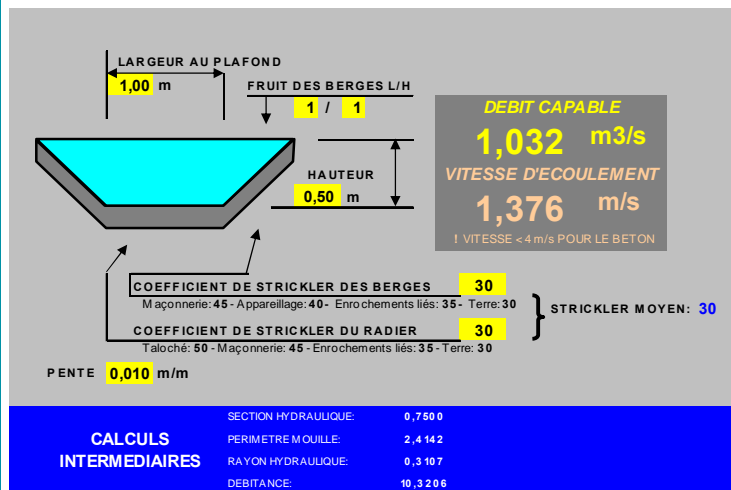 LARGEUR AU PLAFOND
1,00 m
FRUIT DES BERGES L/H
1 / 1
DEBIT CAPABLE
1,032 m3/s
VITESSE D'ECOULEMENT
1,376 m/s
! VITESSE < 4 m/s POUR LE BETON
HAUTEUR
0,50 m
COEFFICIENT DE STRICKLER DES BERGES 30
Maçonnerie: 45 - Appareillage: 40 - Enrochements liés: 35 - Terre: 30
STRICKLER MOYEN: 30
COEFFICIENT DE STRICKLER DU RADIER 30
Taloché: 50 - Maçonnerie: 45 - Enrochements liés: 35 - Terre: 30
PENTE 0,010 m/m
CALCULS
INTERMEDIAIRES
SECTION HYDRAULIQUE: 0,7500
PERIMETRE MOUILLE: 2,4142
RAYON HYDRAULIQUE: 0,3107
DEBITANCE: 10,3206